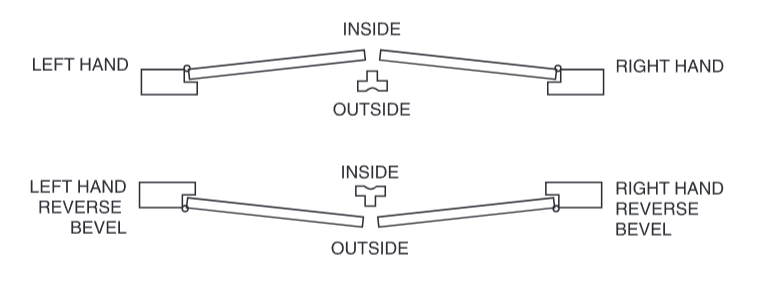 INSIDE
LEFT HAND
RIGHT HAND
OUTSIDE
INSIDE
LEFT HAND
REVERSE
BEVEL
RIGHT HAND
REVERSE
BEVEL
OUTSIDE